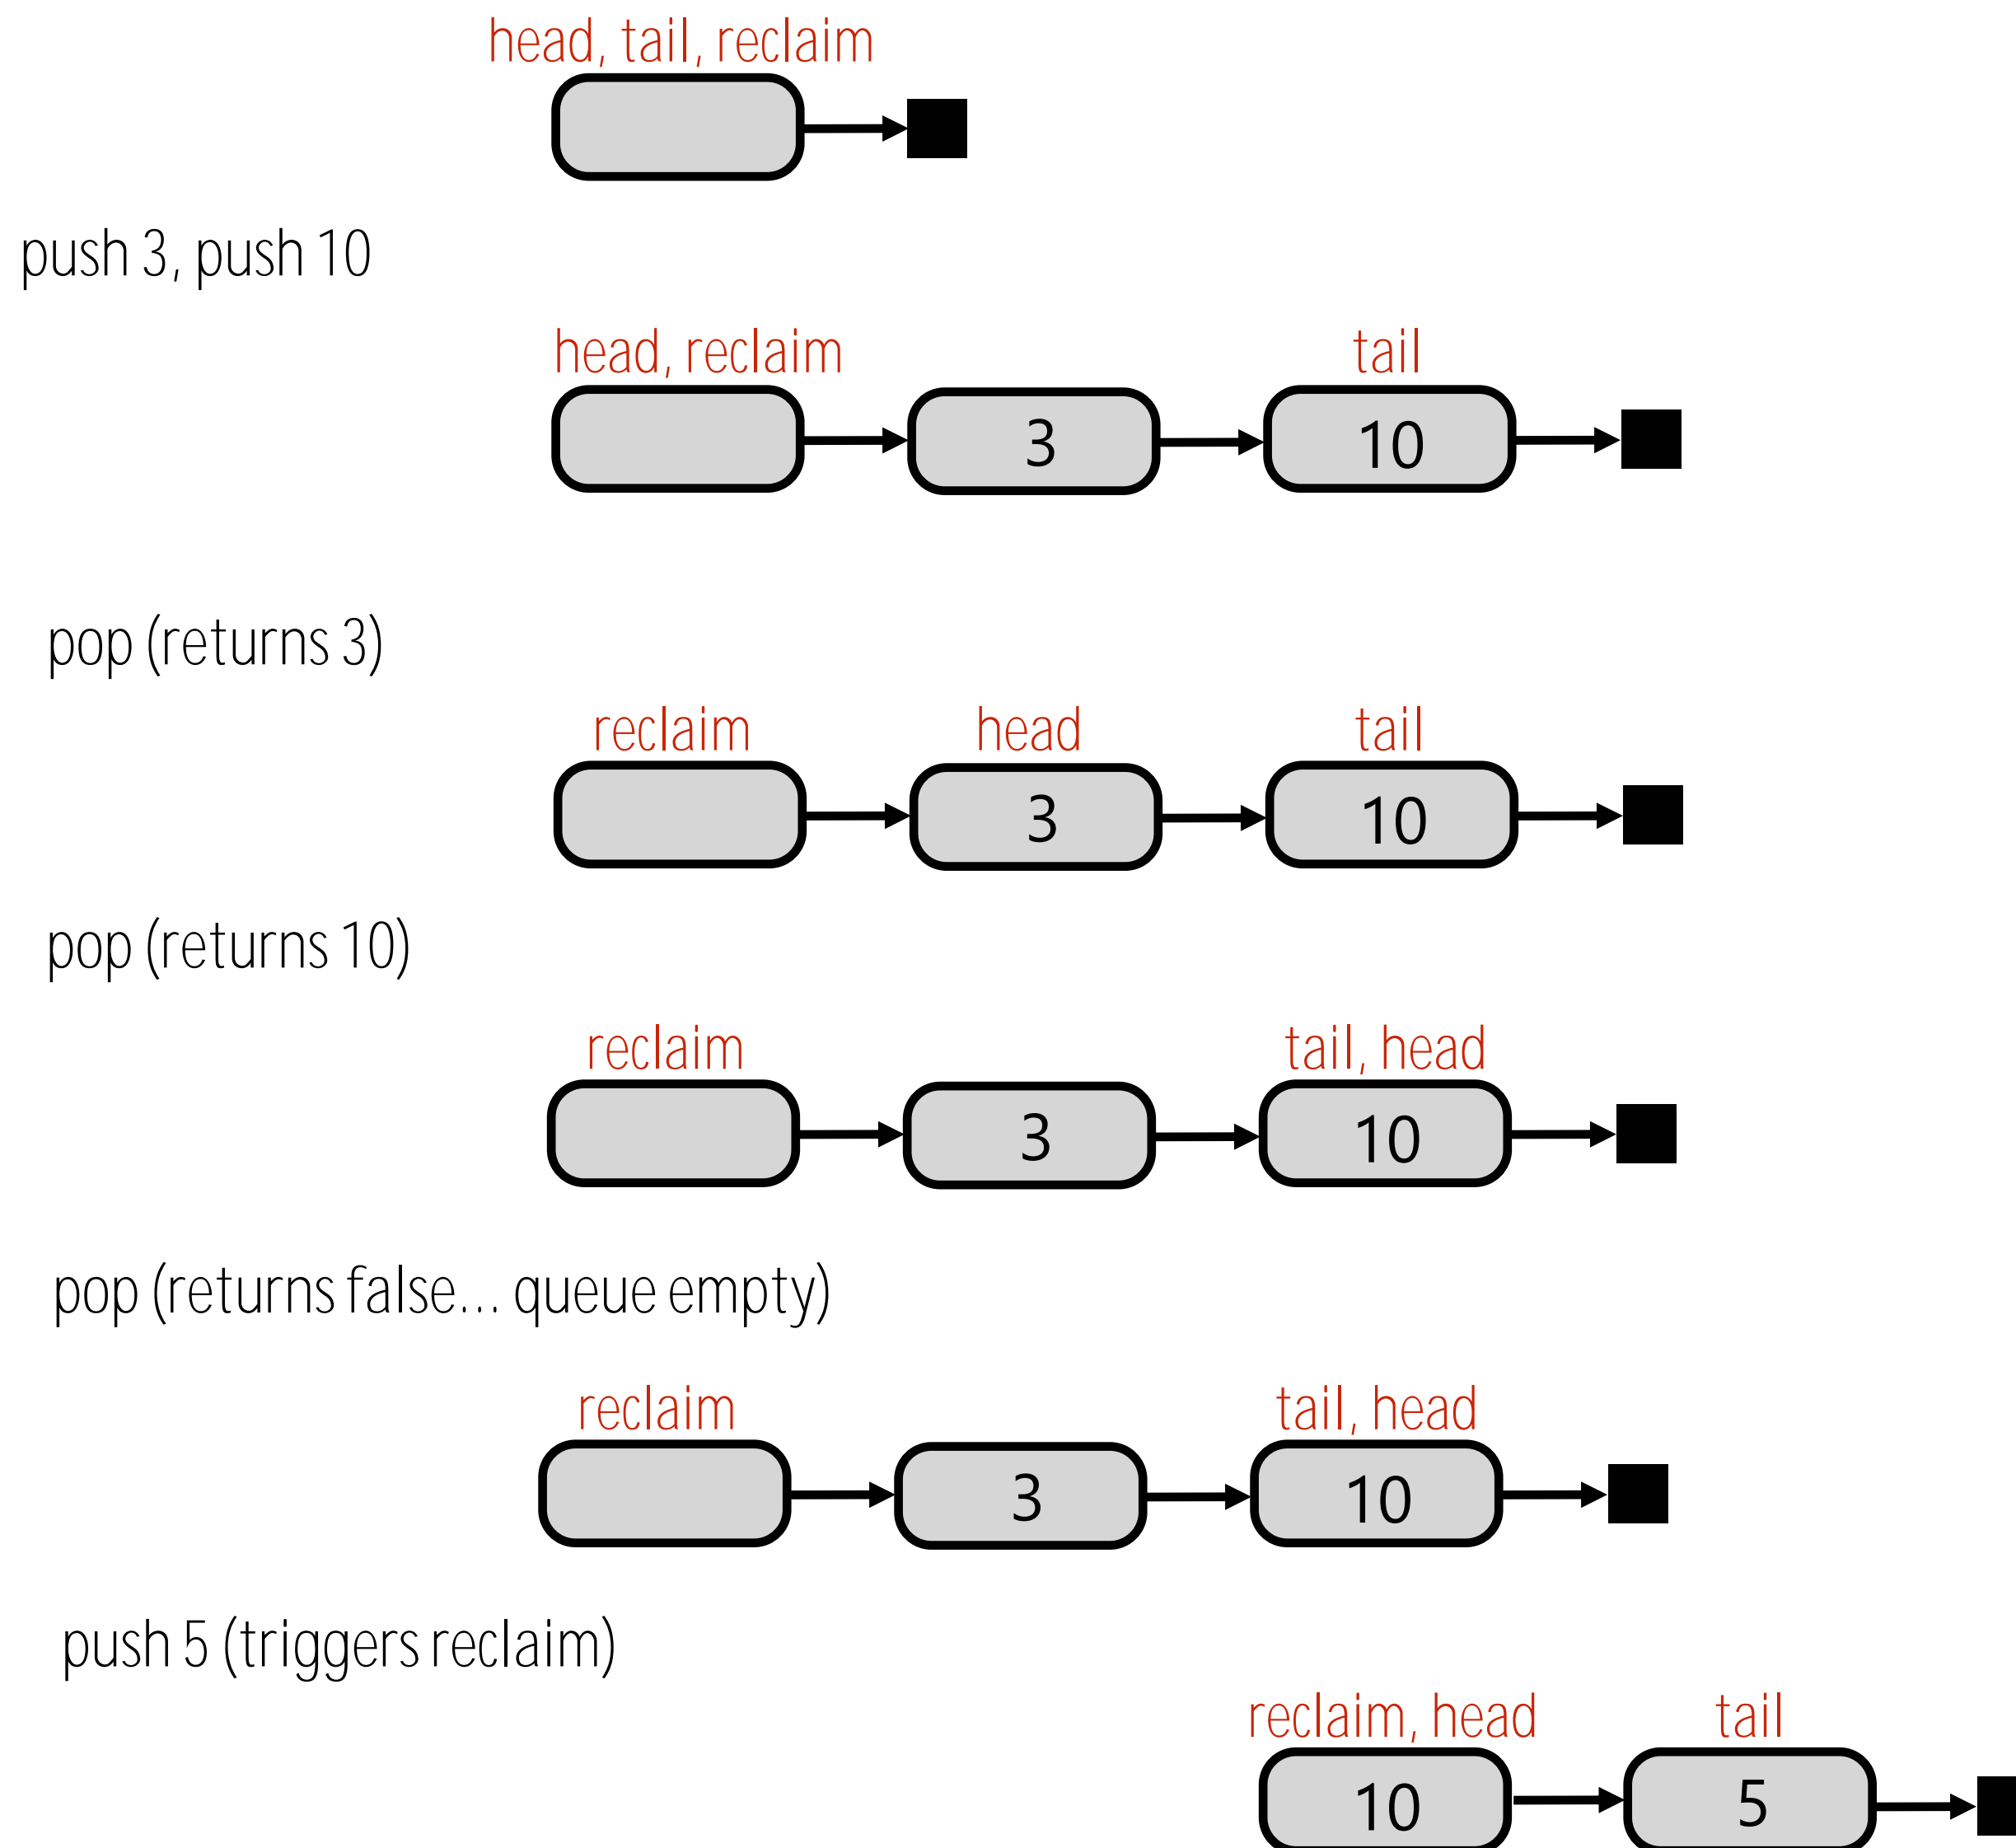 head, tail, reclaim
push 3, push 10
head, reclaim tail
3 10
pop (returns 3)
reclaim head tail
3 10
pop (returns 10)
reclaim tail, head
3 10
pop (returns false... queue empty)
reclaim tail, head
3 10
push 5 (triggers reclaim)
reclaim, head tail
10 5